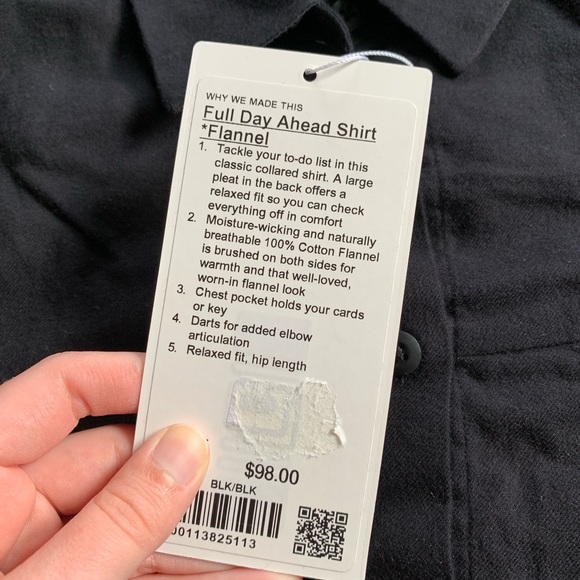 WHY WE MADE THIS
Full Day Ahead Shirt
*Flannel
1. Tackle your to-do list in this
classic collared shirt. A large
pleat in the back offers a
relaxed fit so you can check
everything off in comfort
2. Moisture-wicking and naturally
breathable 100% Cotton Flannel
is brushed on both sides for
warmth and that well-loved,
worn-in flannel look
3. Chest pocket holds your cards
or key
4. Darts for added elbow
articulation
5. Relaxed fit, hip length
$98.00
BLK/BLK
00113825113